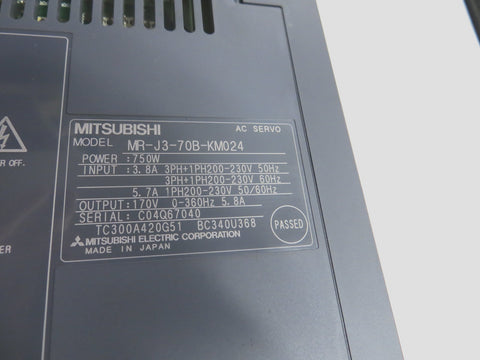 MITSUBISHI AC SERVO
MODEL MR-J3-70B-KM024
POWER : 750W
INPUT : 3.8A 3PH+1PH200-230V 50Hz
3PH+1PH200-230V 60Hz
5.7A 1PH200-230V 50/60Hz
OUTPUT: 170V 0-360Hz 5.8A
SERIAL: C04Q67040
TC300A420G51 BC340U368
MITSUBISHI ELECTRIC CORPORATION
MADE IN JAPAN
PASSED
ER OFF.